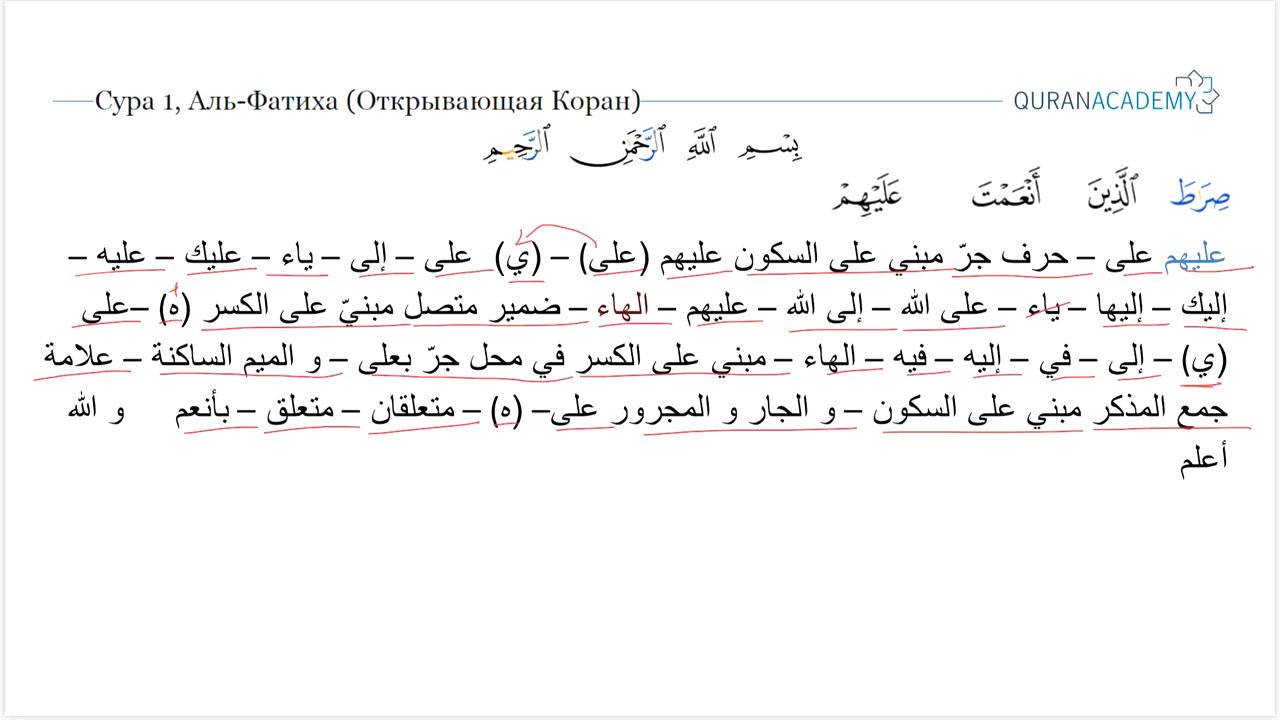 Сура 1, Аль-Фатиха (Открывающая Коран)
QURANACADEMY
بِسْمِ ٱللَّهِ ٱلرَّحْمَٰنِ ٱلرَّحِيمِ
صِرَٰطَ ٱلَّذِينَ أَنْعَمْتَ عَلَيْهِمْ
عليهم على – حرف جرّ مبني على السكون عليهم (على) – (ي) على – إلى – ياء – عليك – عليه –
إليك – إليها – ياء – على الله – إلى الله – عليهم – الهاء – ضمير متصل مبنيّ على الكسر (ه) –على
(ي) – إلى – في – إليه – فيه – الهاء – مبني على الكسر في محل جرّ بعلى – و الميم الساكنة – علامة
جمع المذكر مبني على السكون – و الجار و المجرور على– (ه) – متعلقان – متعلق – بأنعم و الله
أعلم